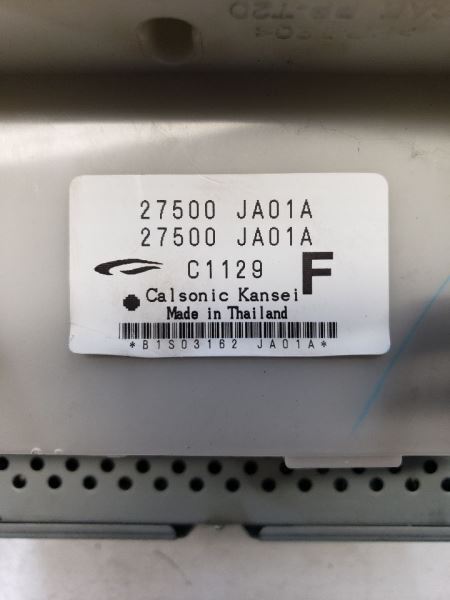 27500 JA01A
27500 JA01A
C1129 F
Calsonic Kansei
Made in Thailand
*B1S03162 JA01A*